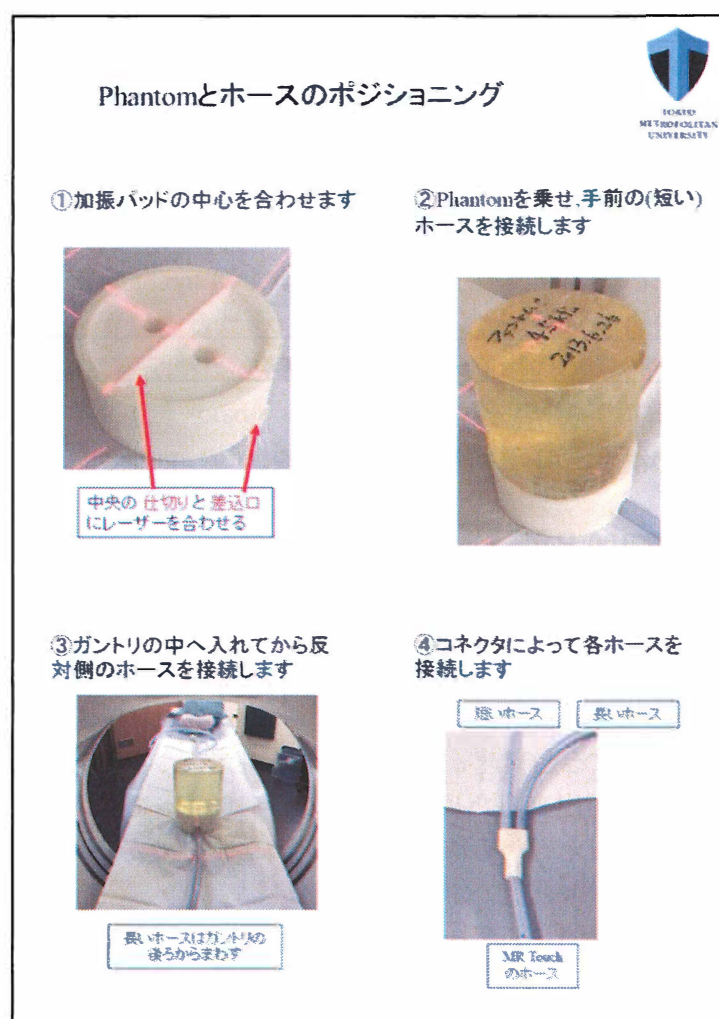 Phantomとホースのポジショニング
TOKYO
METROPOLITAN
UNIVERSITY
①加振パッドの中心を合わせます
中央の 仕切りと 差込口
にレーザーを合わせる
②Phantomを乗せ,手前の(短い)
ホースを接続します
2013.6.26
③ガントリの中へ入れてから反
対側のホースを接続します
長いホースはガントリの
後ろからまわす
④コネクタによって各ホースを
接続します
短いホース
長いホース
MR Touch
のホース